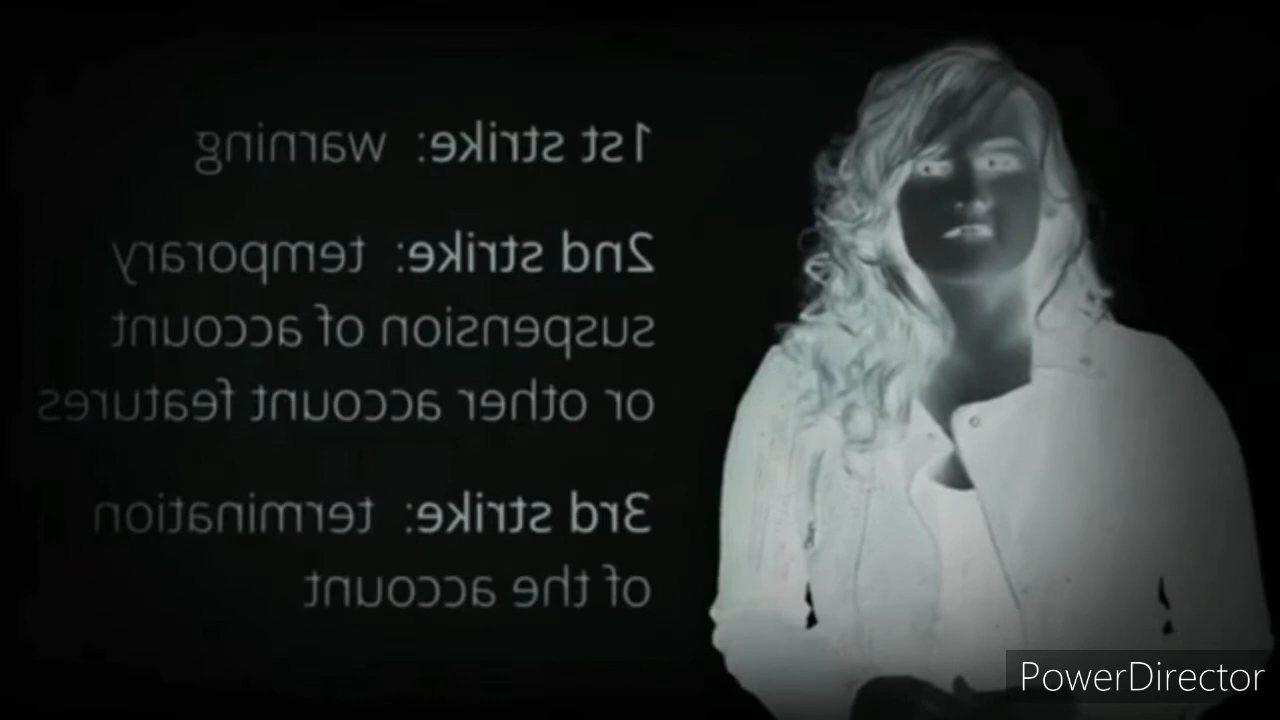 1st strike: warning
2nd strike: temporary
suspension of account
or other account features
3rd strike: termination
of the account
PowerDirector